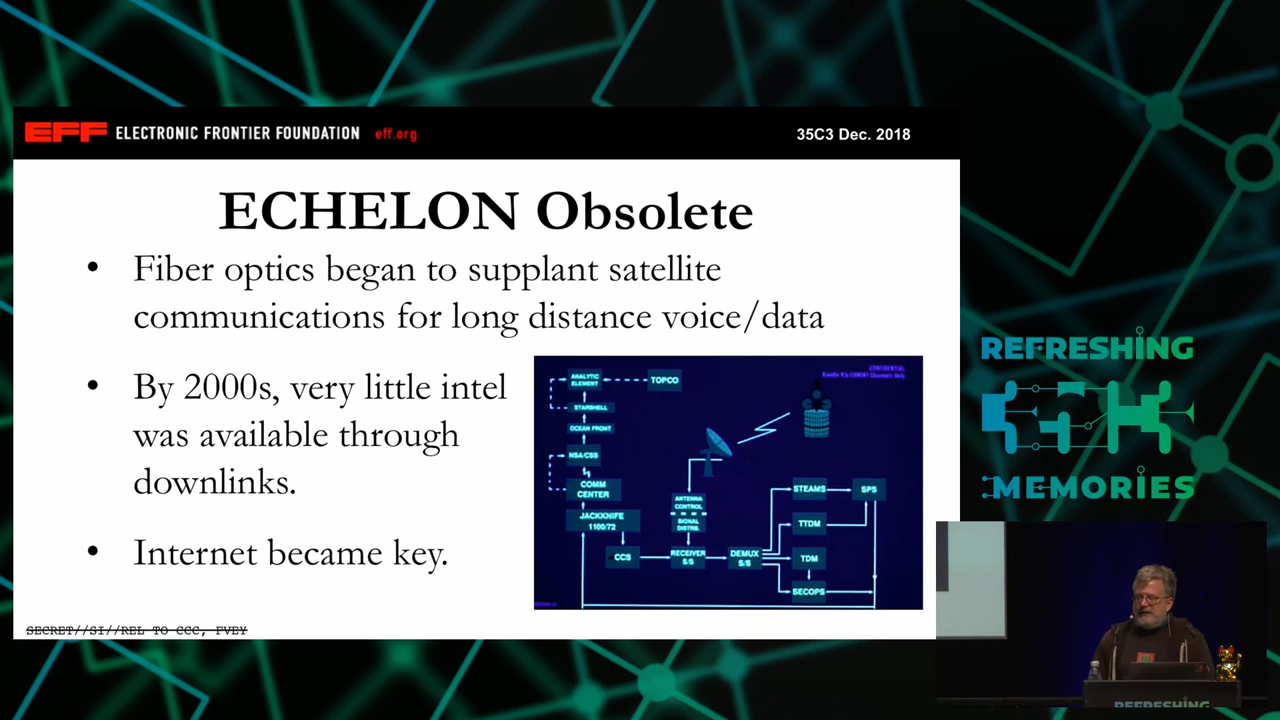 EFF ELECTRONIC FRONTIER FOUNDATION eff.org
35C3 Dec. 2018
ECHELON Obsolete
• Fiber optics began to supplant satellite
communications for long distance voice/data
• By 2000s, very little intel
was available through
downlinks.
• Internet became key.
CONFIDENTIAL
ANALYTIC
ELEMENT
TOPCO
STARSHELL
OCEAN FRONT
NSA/CSS
COMM
CENTER
JACKKNIFE
1100/72
ANTENNA
CONTROL
SIGNAL
DISTRIB.
STEAMS
SPS
TTDM
CCS
RECEIVER
S/S
DEMUX
S/S
TDM
SECOPS
SECRET//SI//REL TO CCC, FVEY
REFRESHING
35C3
MEMORIES
REFRESHING